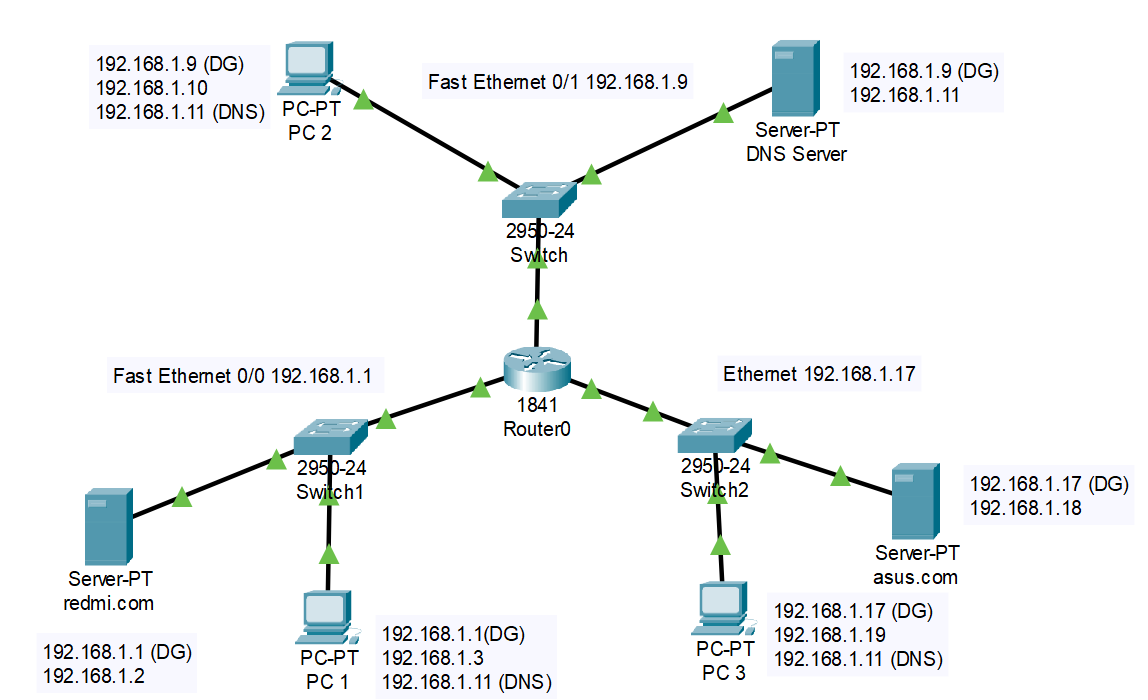 192.168.1.9 (DG)
192.168.1.10
192.168.1.11 (DNS)
PC-PT
PC 2
Fast Ethernet 0/1 192.168.1.9
192.168.1.9 (DG)
192.168.1.11
Server-PT
DNS Server
2950-24
Switch
Fast Ethernet 0/0 192.168.1.1
Ethernet 192.168.1.17
1841
Router0
2950-24
Switch1
2950-24
Switch2
192.168.1.17 (DG)
192.168.1.18
Server-PT
asus.com
Server-PT
redmi.com
192.168.1.1 (DG)
192.168.1.2
PC-PT
PC 1
192.168.1.1(DG)
192.168.1.3
192.168.1.11 (DNS)
PC-PT
PC 3
192.168.1.17 (DG)
192.168.1.19
192.168.1.11 (DNS)